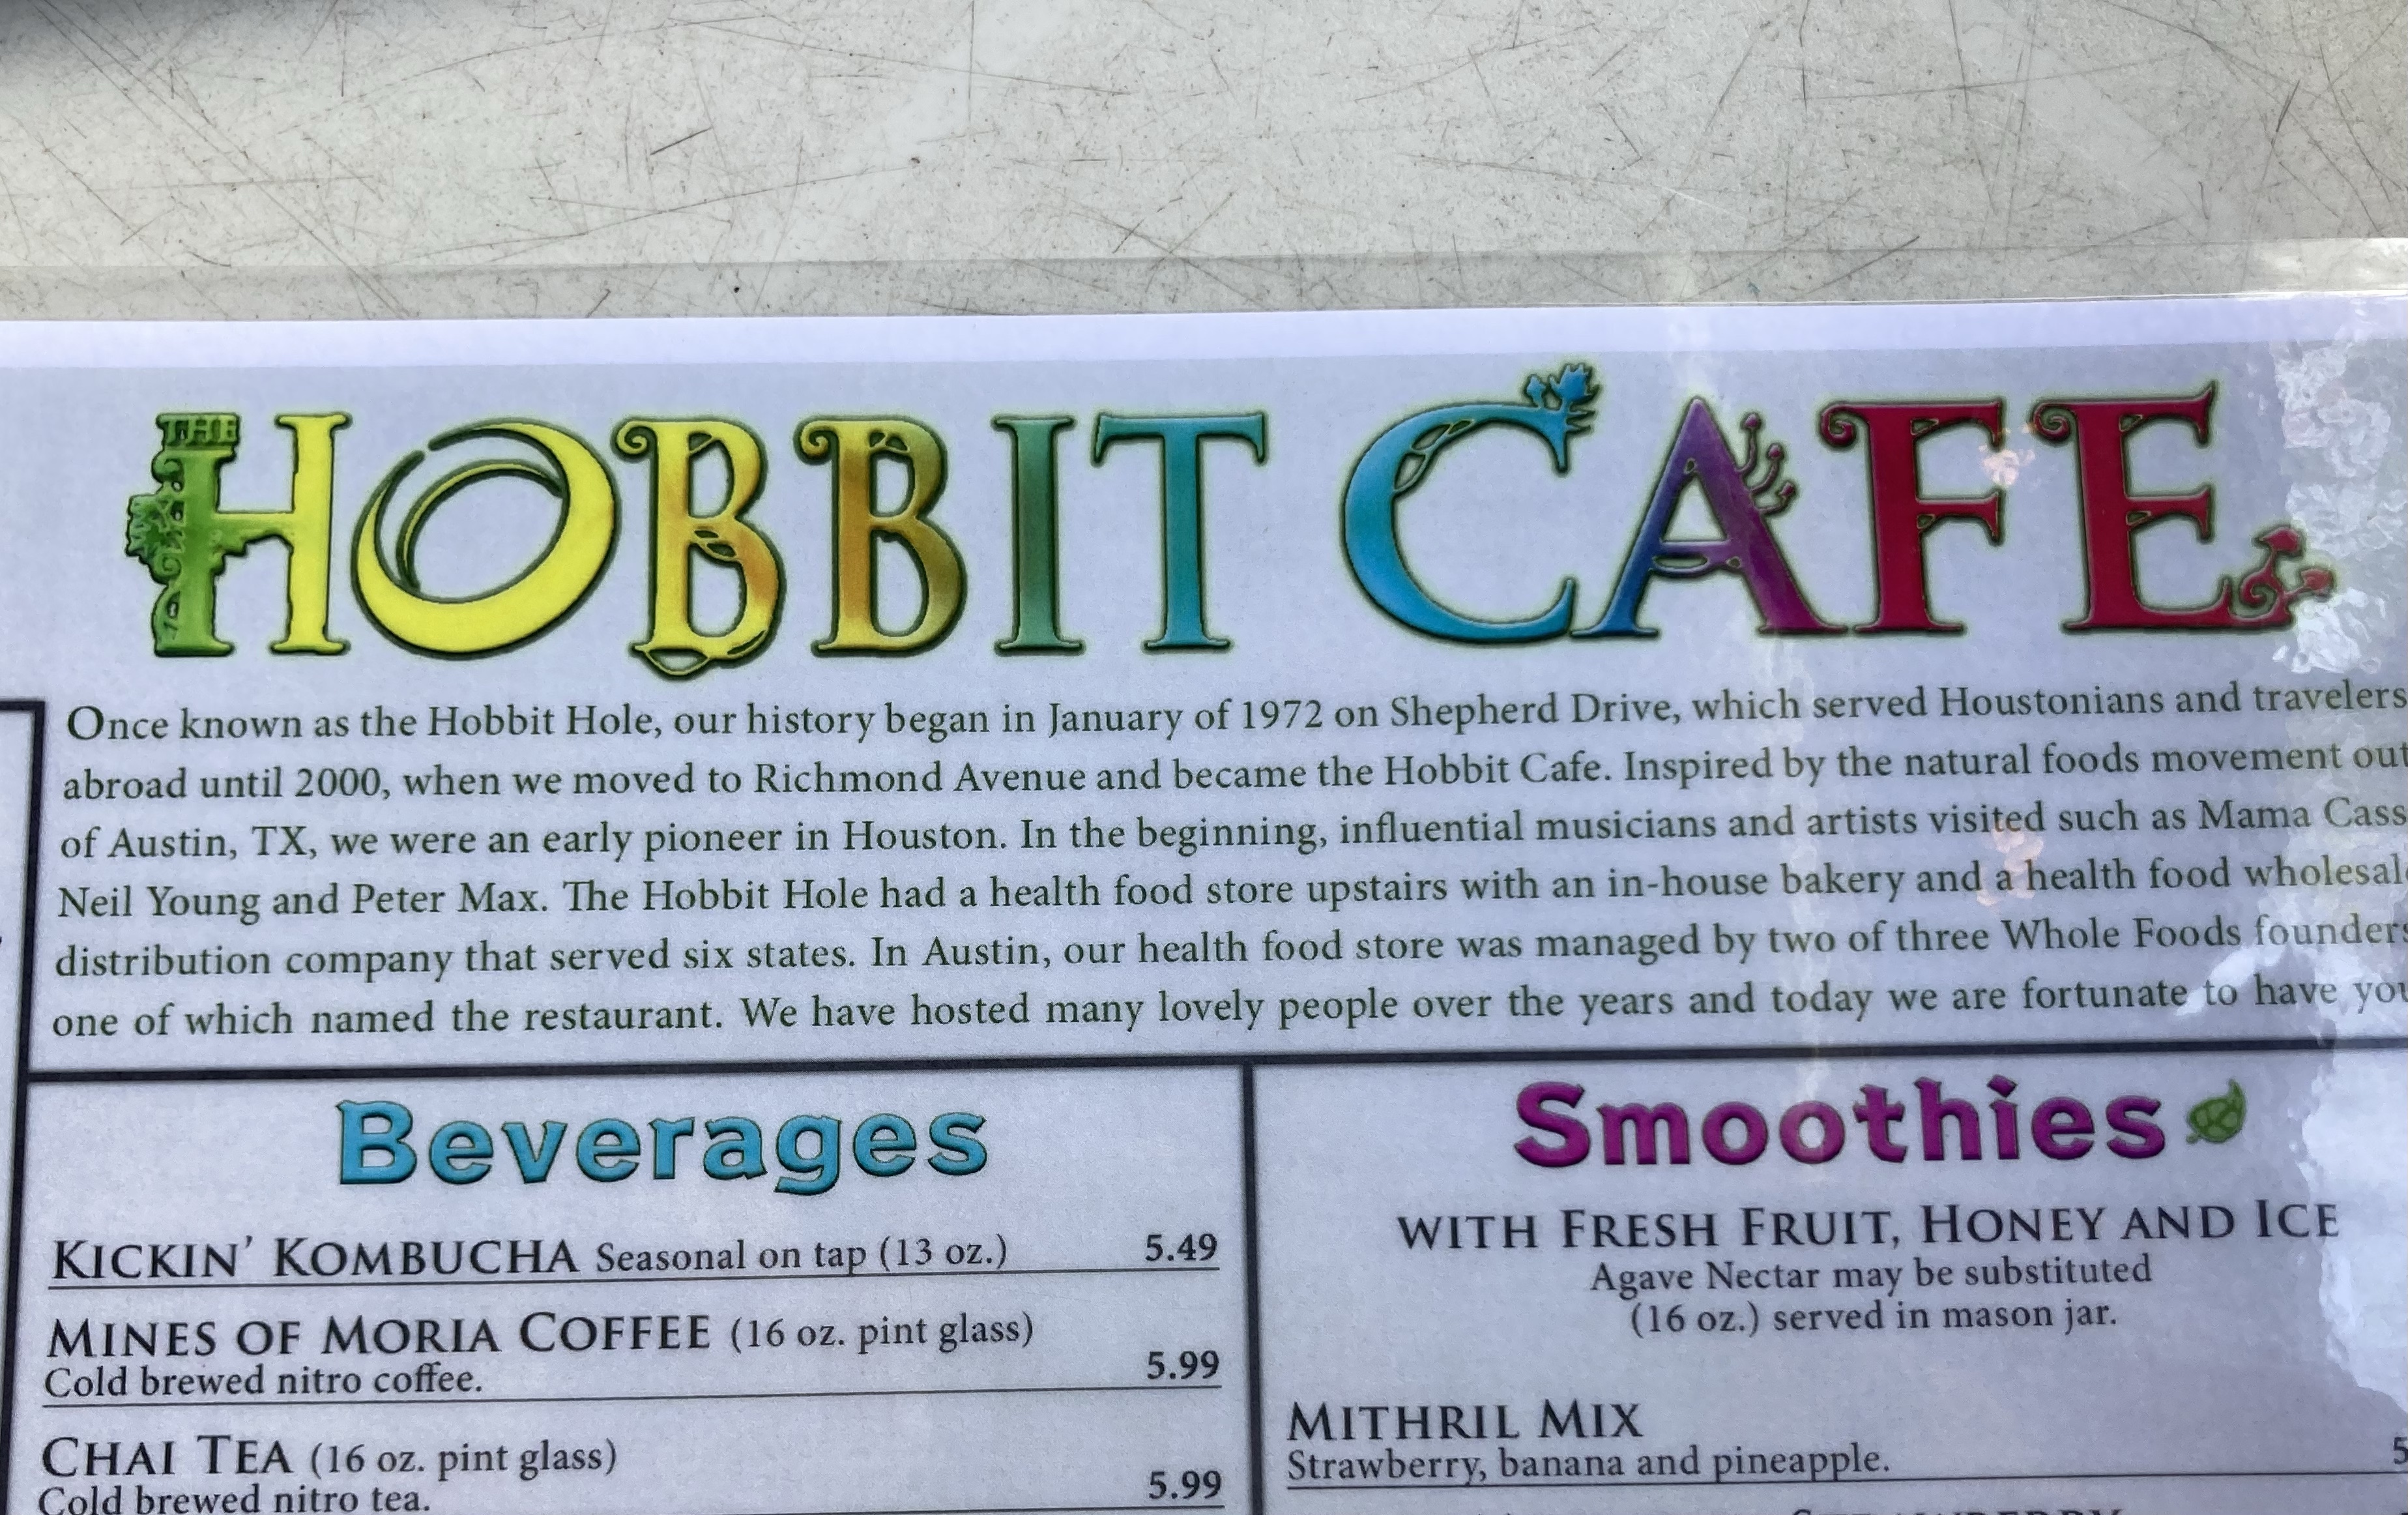 THE HOBBIT CAFE
Once known as the Hobbit Hole, our history began in January of 1972 on Shepherd Drive, which served Houstonians and travelers
abroad until 2000, when we moved to Richmond Avenue and became the Hobbit Cafe. Inspired by the natural foods movement out
of Austin, TX, we were an early pioneer in Houston. In the beginning, influential musicians and artists visited such as Mama Cass
Neil Young and Peter Max. The Hobbit Hole had a health food store upstairs with an in-house bakery and a health food
distribution company that served six states. In Austin, our health food store was managed by two of three Whole Foods founders
one of which named the restaurant. We have hosted many lovely people over the years and today we are fortunate to have you
Beverages
KICKIN' KOMBUCHA Seasonal on tap (13 oz.) 5.49
MINES OF MORIA COFFEE (16 oz. pint glass)
Cold brewed nitro coffee. 5.99
CHAI TEA (16 oz. pint glass)
Cold brewed nitro tea. 5.99
Smoothies
WITH FRESH FRUIT, HONEY AND ICE
Agave Nectar may be substituted
(16 oz.) served in mason jar.
MITHRIL MIX
Strawberry, banana and pineapple.